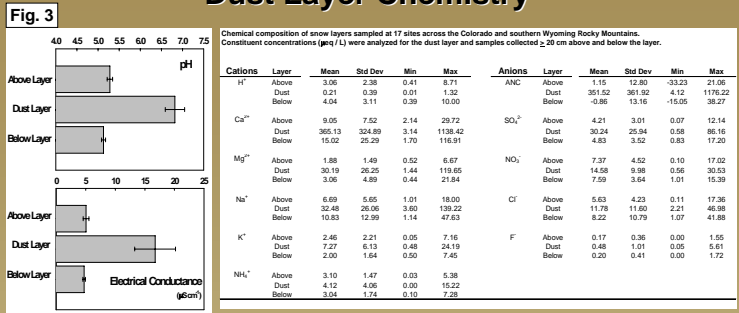 Dust Layer Chemistry
Fig. 3
4.0 4.5 5.0 5.5 6.0 6.5 7.0 7.5
pH
Above Layer
Dust Layer
Below Layer
0 5 10 15 20 25
Above Layer
Dust Layer
Below Layer
Electrical Conductance
(µS cm⁻¹)
Chemical composition of snow layers sampled at 17 sites across the Colorado and southern Wyoming Rocky Mountains.
Constituent concentrations (µeq / L) were analyzed for the dust layer and samples collected ≥ 20 cm above and below the layer.
Cations Layer Mean Std Dev Min Max Anions Layer Mean Std Dev Min Max
H⁺ Above 3.06 2.38 0.41 8.71 ANC Above 1.15 12.80 -33.23 21.06
Dust 0.21 0.39 0.01 1.32 Dust 351.52 361.92 4.12 1176.22
Below 4.04 3.11 0.39 10.00 Below -0.86 13.16 -15.05 38.27
Ca²⁺ Above 9.05 7.52 2.14 29.72 SO₄²⁻ Above 4.21 3.01 0.07 12.14
Dust 365.13 324.89 3.14 1138.42 Dust 30.24 25.94 0.58 86.16
Below 15.02 25.29 1.70 116.91 Below 4.83 3.52 0.83 17.20
Mg²⁺ Above 1.88 1.49 0.52 6.67 NO₃⁻ Above 7.37 4.52 0.10 17.02
Dust 30.19 26.25 1.44 119.65 Dust 14.58 9.98 0.56 30.53
Below 3.06 4.89 0.44 21.84 Below 7.59 3.64 1.01 15.39
Na⁺ Above 6.69 5.65 1.01 18.00 Cl⁻ Above 5.63 4.23 0.11 17.36
Dust 32.48 26.06 3.60 139.22 Dust 11.78 11.60 2.21 46.98
Below 10.83 12.99 1.14 47.63 Below 8.22 10.79 1.07 41.88
K⁺ Above 2.46 2.21 0.05 7.16 F⁻ Above 0.17 0.36 0.00 1.55
Dust 7.27 6.13 0.48 24.19 Dust 0.48 1.01 0.05 5.61
Below 2.00 1.64 0.50 7.45 Below 0.20 0.41 0.00 1.72
NH₄⁺ Above 3.10 1.47 0.03 5.38
Dust 4.12 4.06 0.00 15.22
Below 3.04 1.74 0.10 7.28